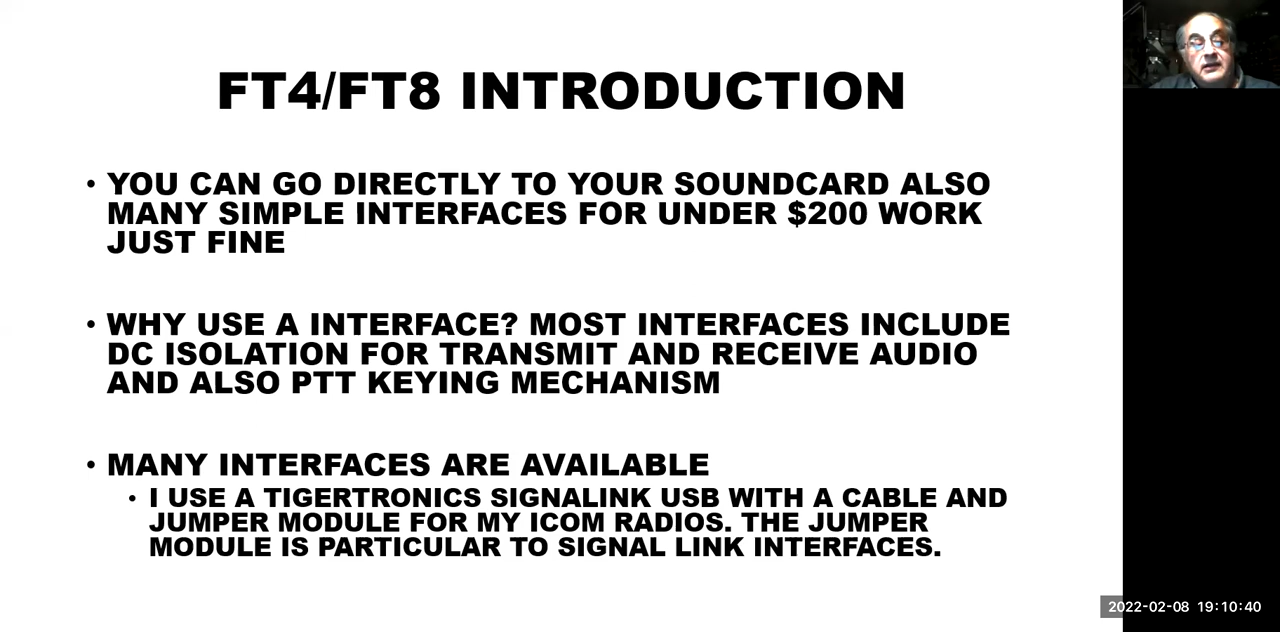 FT4/FT8 INTRODUCTION
• YOU CAN GO DIRECTLY TO YOUR SOUNDCARD ALSO
MANY SIMPLE INTERFACES FOR UNDER $200 WORK
JUST FINE
• WHY USE A INTERFACE? MOST INTERFACES INCLUDE
DC ISOLATION FOR TRANSMIT AND RECEIVE AUDIO
AND ALSO PTT KEYING MECHANISM
• MANY INTERFACES ARE AVAILABLE
• I USE A TIGERTRONICS SIGNALINK USB WITH A CABLE AND
JUMPER MODULE FOR MY ICOM RADIOS. THE JUMPER
MODULE IS PARTICULAR TO SIGNAL LINK INTERFACES.
2022-02-08 19:10:40